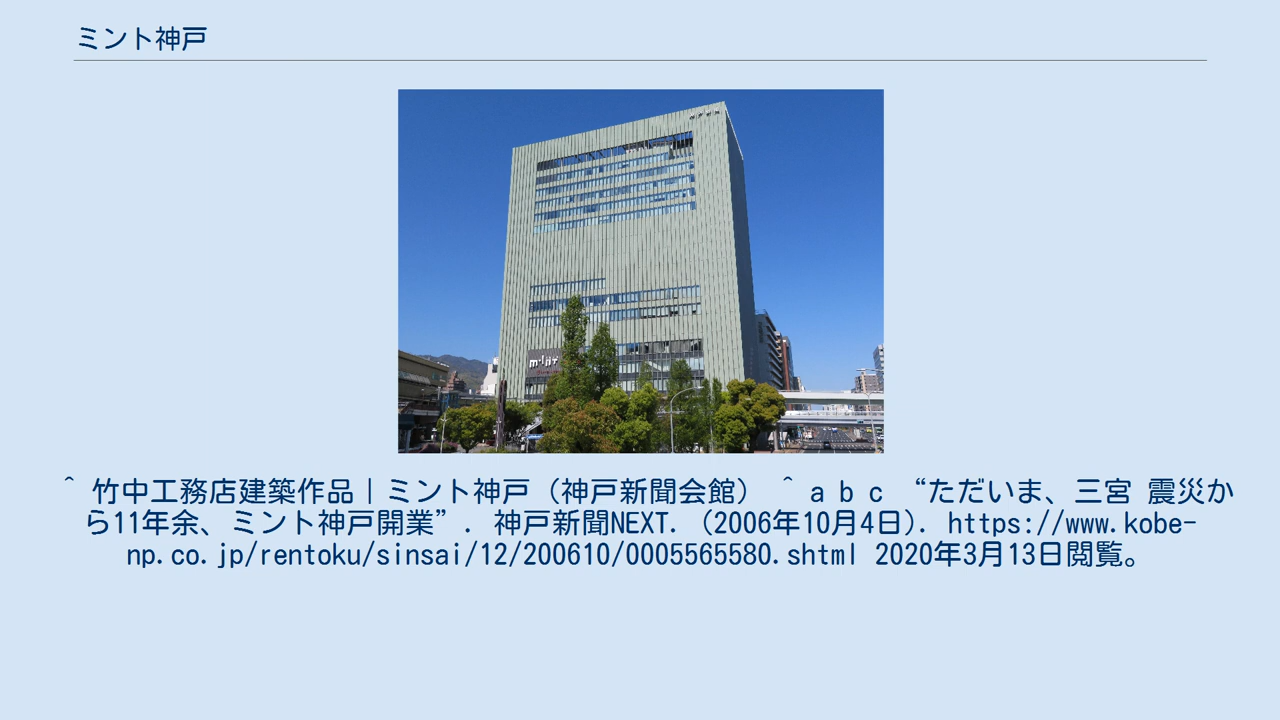 ミント神戸
mint
^ 竹中工務店建築作品｜ミント神戸（神戸新聞会館） ^ a b c “ただいま、三宮 震災か
ら11年余、ミント神戸開業”. 神戸新聞NEXT. (2006年10月4日). https://www.kobe-
np.co.jp/rentoku/sinsai/12/200610/0005565580.shtml 2020年3月13日閲覧。